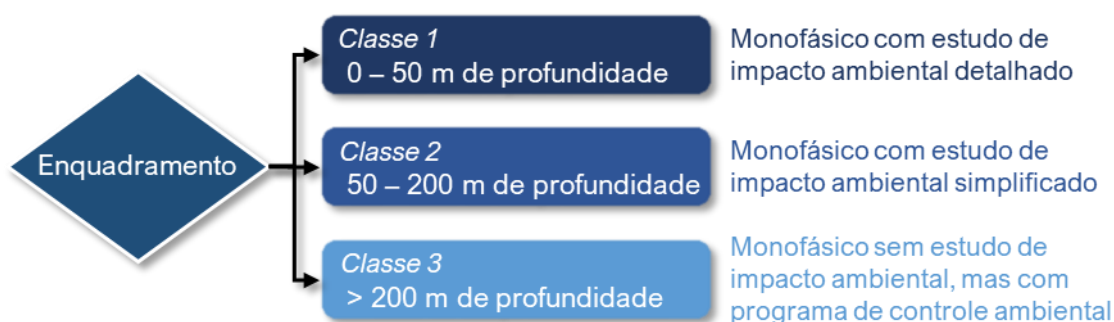 Enquadramento
Classe 1
0 – 50 m de profundidade
Monofásico com estudo de
impacto ambiental detalhado
Classe 2
50 – 200 m de profundidade
Monofásico com estudo de
impacto ambiental simplificado
Classe 3
> 200 m de profundidade
Monofásico sem estudo de
impacto ambiental, mas com
programa de controle ambiental